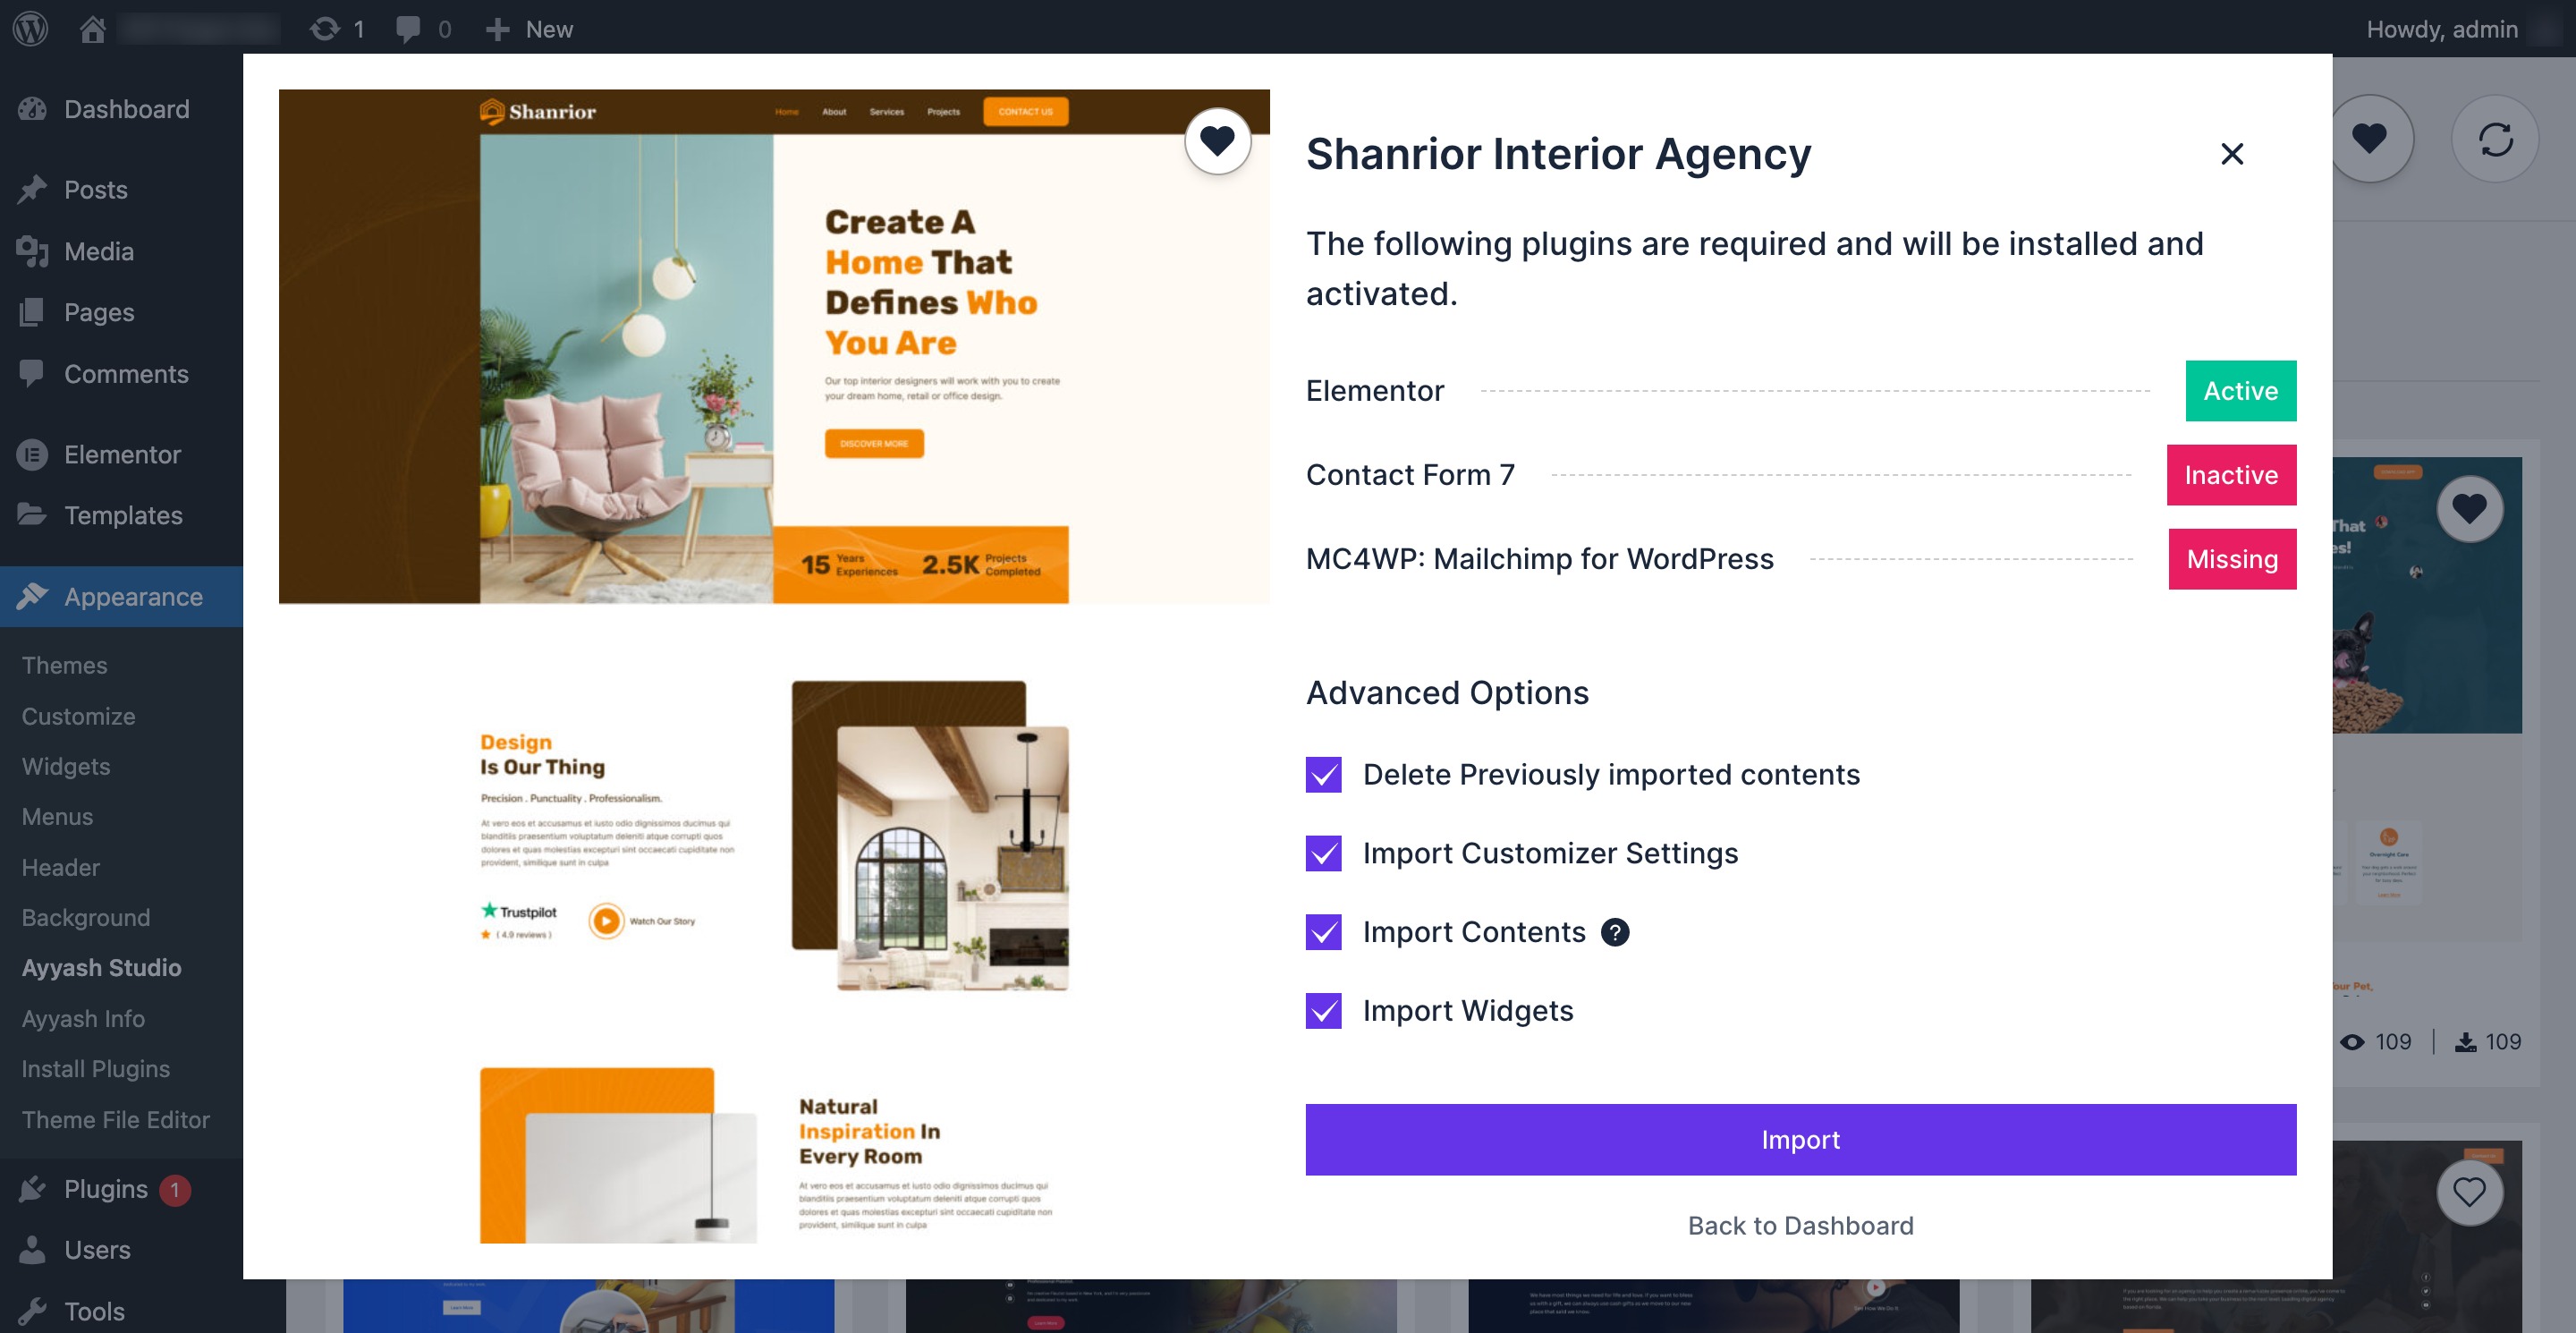 1
0
New
Howdy, admin
Dashboard
Posts
Media
Pages
Comments
Elementor
Templates
Appearance
Themes
Customize
Widgets
Menus
Header
Background
Ayyash Studio
Ayyash Info
Install Plugins
Theme File Editor
Plugins 1
Users
Tools
Shanrior
Home About Services Projects CONTACT US
Create A
Home That
Defines Who
You Are
Our top interior designers will work with you to create
your dream home, retail or office design.
DISCOVER MORE
15 Years
Experiences
2.5K Projects
Completed
Design
Is Our Thing
Precision . Punctuality . Professionalism.
At vero eos et accusamus et iusto odio dignissimos ducimus qui
blanditiis praesentium voluptatum deleniti atque corrupti quos
dolores et quas molestias excepturi sint occaecati cupiditate non
provident, similique sunt in culpa
Trustpilot
( 4.9 reviews )
Watch Our Story
Natural
Inspiration In
Every Room
At vero eos et accusamus et iusto odio dignissimos ducimus qui
blanditiis praesentium voluptatum deleniti atque corrupti quos
dolores et quas molestias excepturi sint occaecati cupiditate non
provident, similique sunt in culpa
Shanrior Interior Agency
The following plugins are required and will be installed and
activated.
Elementor Active
Contact Form 7 Inactive
MC4WP: Mailchimp for WordPress Missing
Advanced Options
Delete Previously imported contents
Import Customizer Settings
Import Contents ?
Import Widgets
Import
Back to Dashboard
That
es!
Overnight Care
our Pet,
109 109